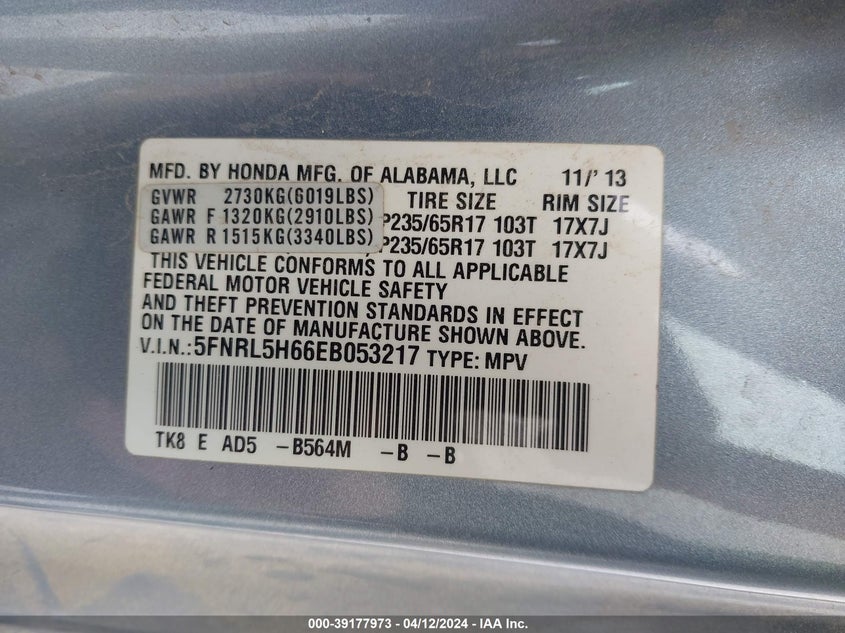 MFD. BY HONDA MFG. OF ALABAMA, LLC 11/' 13
GVWR 2730KG(6019LBS) TIRE SIZE RIM SIZE
GAWR F 1320KG(2910LBS) P235/65R17 103T 17X7J
GAWR R 1515KG(3340LBS) P235/65R17 103T 17X7J
THIS VEHICLE CONFORMS TO ALL APPLICABLE
FEDERAL MOTOR VEHICLE SAFETY
AND THEFT PREVENTION STANDARDS IN EFFECT
ON THE DATE OF MANUFACTURE SHOWN ABOVE.
V.I.N.:5FNRL5H66EB053217 TYPE: MPV
TK8 E AD5 -B564M -B -B
000-39177973 - 04/12/2024 - IAA Inc.